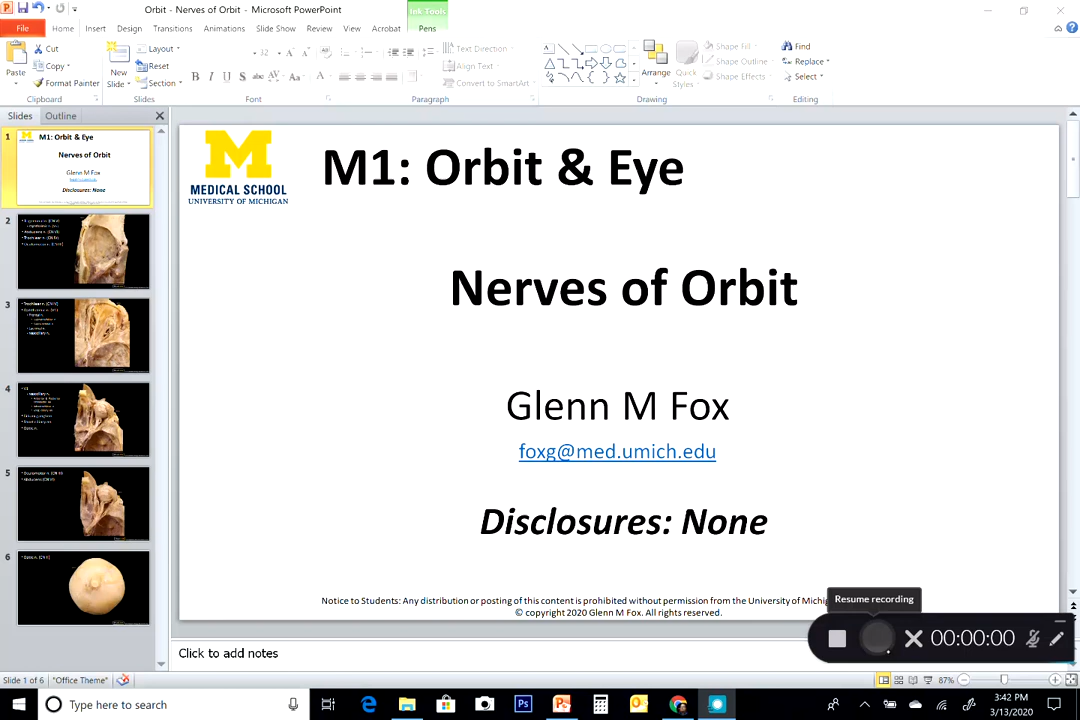 Orbit - Nerves of Orbit - Microsoft PowerPoint
Ink Tools
File
Home
Insert
Design
Transitions
Animations
Slide Show
Review
View
Acrobat
Pens
Cut
Copy
Format Painter
Paste
Clipboard
New
Slide
Layout
Reset
Section
Slides
Font
Text Direction
Align Text
Convert to SmartArt
Paragraph
Arrange
Quick
Styles
Shape Fill
Shape Outline
Shape Effects
Drawing
Find
Replace
Select
Editing
Slides
Outline
1
M1: Orbit & Eye
Nerves of Orbit
Glenn M Fox
Disclosures: None
2
3
4
5
6
MEDICAL SCHOOL
UNIVERSITY OF MICHIGAN
M1: Orbit & Eye
Nerves of Orbit
Glenn M Fox
foxg@med.umich.edu
Disclosures: None
Notice to Students: Any distribution or posting of this content is prohibited without permission from the University of
© copyright 2020 Glenn M Fox. All rights reserved.
Resume recording
00:00:00
Click to add notes
Slide 1 of 6
"Office Theme"
87%
Type here to search
3:42 PM
3/13/2020